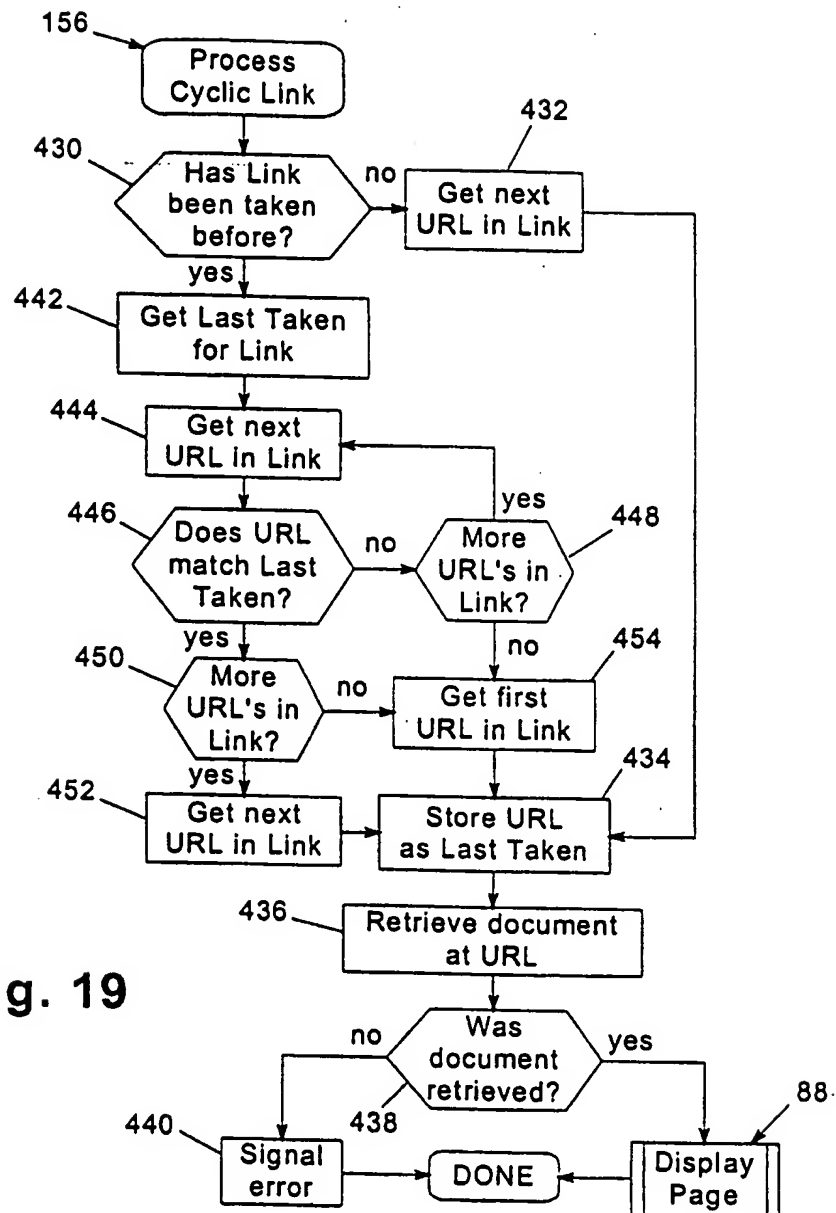 156
Process
Cyclic Link
430
Has Link
been taken
before?
no
432
Get next
URL in Link
yes
442
Get Last Taken
for Link
444
Get next
URL in Link
446
Does URL
match Last
Taken?
no
yes
448
More
URL's in
Link?
yes
no
450
More
URL's in
Link?
no
454
Get first
URL in Link
yes
452
Get next
URL in Link
434
Store URL
as Last Taken
436
Retrieve document
at URL
g. 19
no
Was
document
retrieved?
yes
438
440
Signal
error
DONE
88
Display
Page